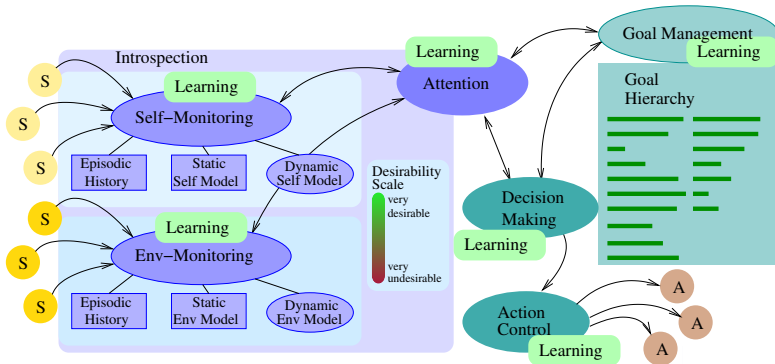 Introspection
Learning
Attention
Goal Management
Learning
Goal
Hierarchy
S
S
S
Learning
Self−Monitoring
Episodic
History
Static
Self Model
Dynamic
Self Model
Desirability
Scale
very
desirable
very
undesirable
Decision
Making
Learning
S
S
S
Learning
Env−Monitoring
Episodic
History
Static
Env Model
Dynamic
Env Model
Action
Control
Learning
A
A
A